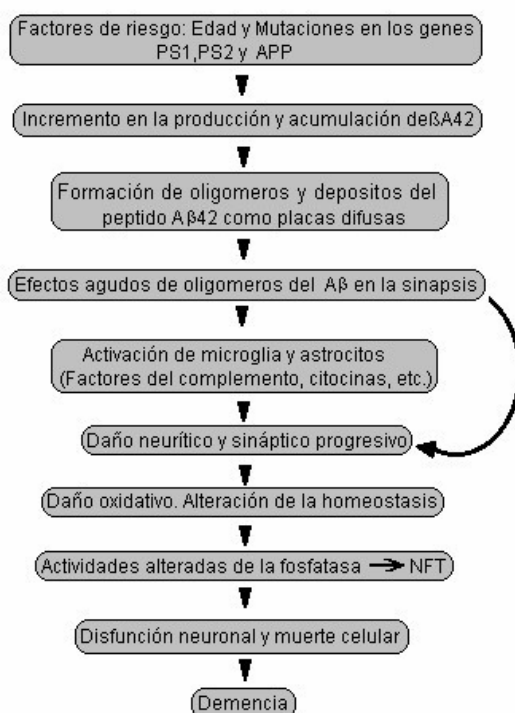 Factores de riesgo: Edad y Mutaciones en los genes
PS1,PS2 y APP
Incremento en la producción y acumulación deßA42
Formación de oligomeros y depositos del
peptido Aß42 como placas difusas
Efectos agudos de oligomeros del Aß en la sinapsis
Activación de microglia y astrocitos
(Factores del complemento, citocinas, etc.)
Daño neurítico y sináptico progresivo
Daño oxidativo. Alteración de la homeostasis
Actividades alteradas de la fosfatasa → NFT
Disfunción neuronal y muerte celular
Demencia